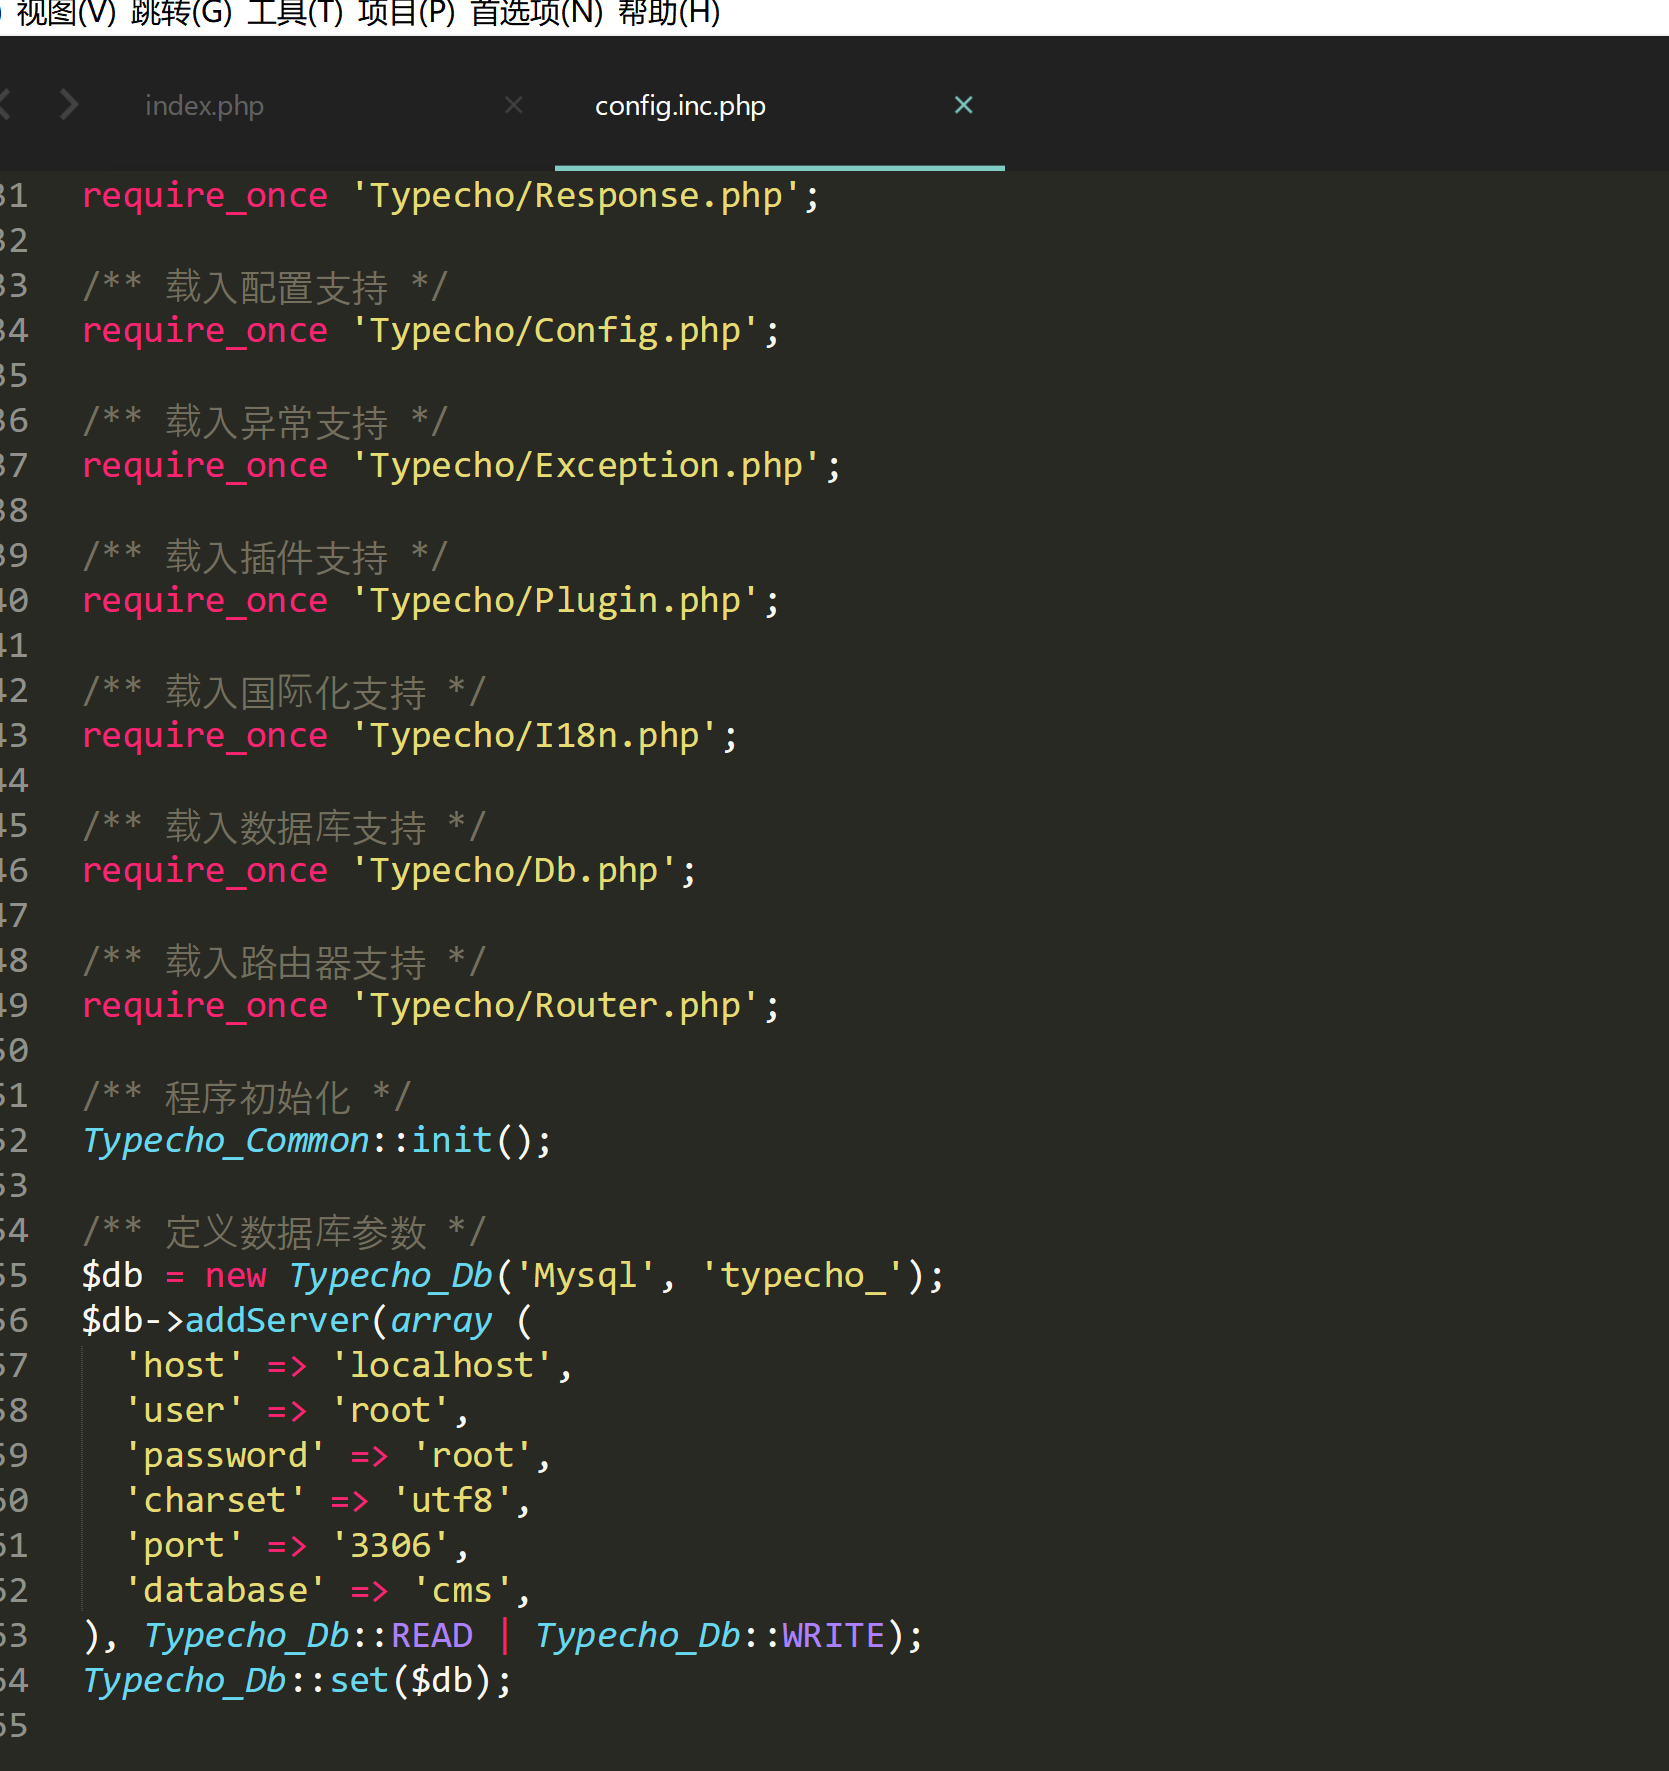 ) 视图(V) 跳转(G) 工具(T) 项目(P) 首选项(N) 帮助(H)
index.php × config.inc.php ×
31 require_once 'Typecho/Response.php';
32
33 /** 载入配置支持 */
34 require_once 'Typecho/Config.php';
35
36 /** 载入异常支持 */
37 require_once 'Typecho/Exception.php';
38
39 /** 载入插件支持 */
40 require_once 'Typecho/Plugin.php';
41
42 /** 载入国际化支持 */
43 require_once 'Typecho/I18n.php';
44
45 /** 载入数据库支持 */
46 require_once 'Typecho/Db.php';
47
48 /** 载入路由器支持 */
49 require_once 'Typecho/Router.php';
50
51 /** 程序初始化 */
52 Typecho_Common::init();
53
54 /** 定义数据库参数 */
55 $db = new Typecho_Db('Mysql', 'typecho_');
56 $db->addServer(array (
57   'host' => 'localhost',
58   'user' => 'root',
59   'password' => 'root',
60   'charset' => 'utf8',
61   'port' => '3306',
62   'database' => 'cms',
63 ), Typecho_Db::READ | Typecho_Db::WRITE);
64 Typecho_Db::set($db);
65